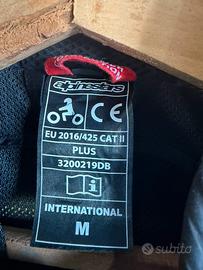 alpinestars
CE
EU 2016/425 CAT II
PLUS
3200219DB
i
INTERNATIONAL
M
subito